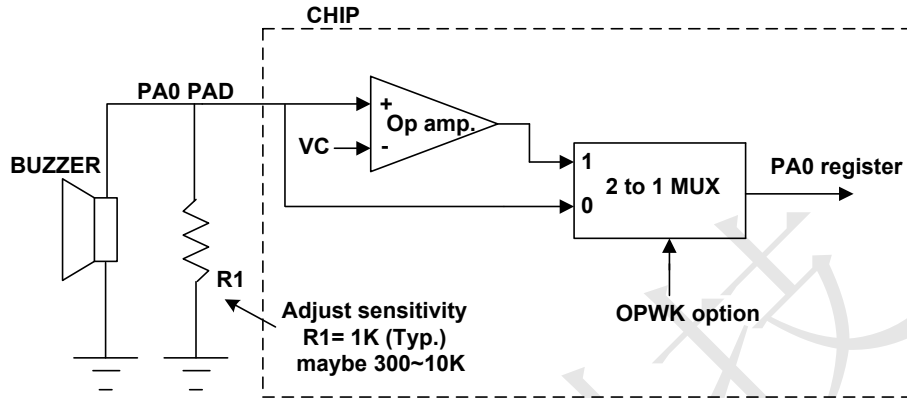 CHIP
PA0 PAD
+
Op amp.
VC
-
BUZZER
1
2 to 1 MUX
0
PA0 register
R1
Adjust sensitivity
R1= 1K (Typ.)
maybe 300~10K
OPWK option